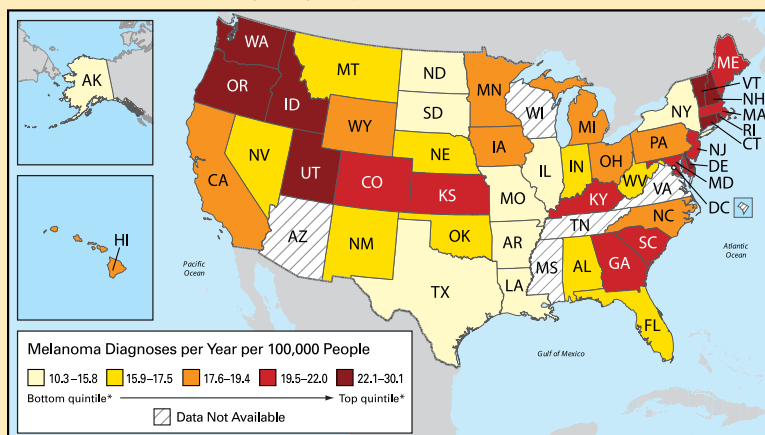 AK
HI
WA
OR
ID
MT
WY
NV
CA
UT
CO
AZ
NM
ND
SD
NE
KS
OK
TX
MN
IA
MO
AR
LA
WI
IL
MI
IN
OH
KY
TN
MS
AL
GA
FL
SC
NC
VA
WV
PA
NY
ME
VT
NH
MA
RI
CT
NJ
DE
MD
DC
Pacific
Ocean
Atlantic
Ocean
Gulf of Mexico
Melanoma Diagnoses per Year per 100,000 People
10.3–15.8 15.9–17.5 17.6–19.4 19.5–22.0 22.1–30.1
Bottom quintile* Top quintile*
Data Not Available